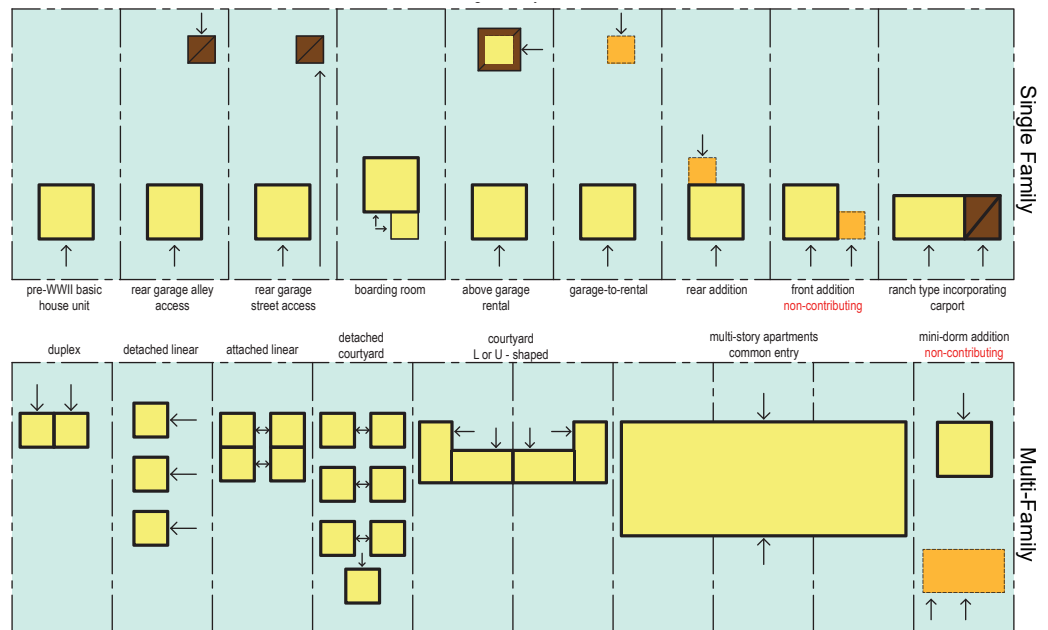 Single Family
pre-WWII basic
house unit
rear garage alley
access
rear garage
street access
boarding room
above garage
rental
garage-to-rental
rear addition
front addition
non-contributing
ranch type incorporating
carport
duplex
detached linear
attached linear
detached
courtyard
courtyard
L or U - shaped
multi-story apartments
common entry
mini-dorm addition
non-contributing
Multi-Family